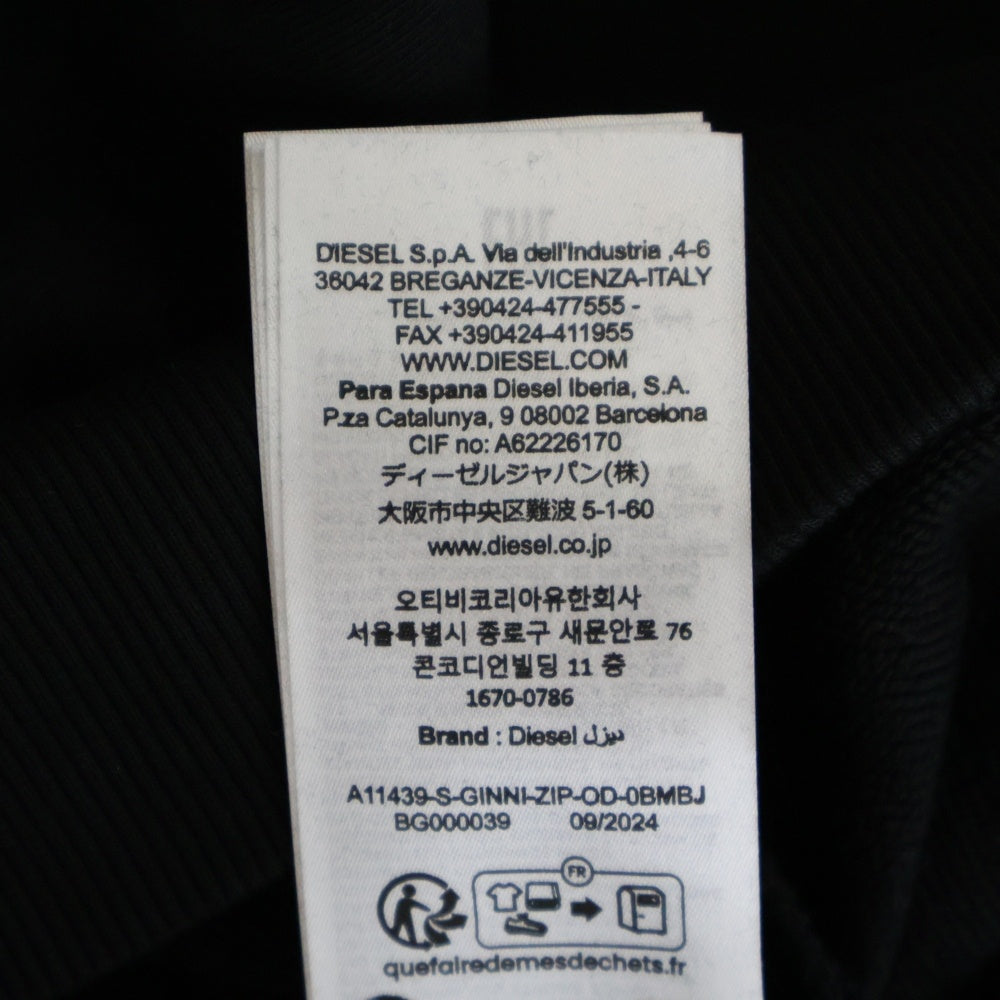 DIESEL S.p.A. Via dell'Industria ,4-6
36042 BREGANZE-VICENZA-ITALY
TEL +390424-477555 -
FAX +390424-411955
WWW.DIESEL.COM
Para Espana Diesel Iberia, S.A.
P.za Catalunya, 9 08002 Barcelona
CIF no: A62226170
ディーゼルジャパン(株)
大阪市中央区難波 5-1-60
www.diesel.co.jp
오티비코리아유한회사
서울특별시 종로구 새문안로 76
콘코디언빌딩 11 층
1670-0786
Brand : Diesel ديزل
A11439-S-GINNI-ZIP-OD-0BMBJ
BG000039 09/2024
FR
quefairedemesdechets.fr